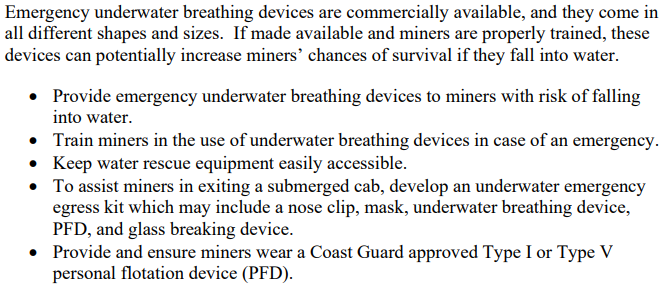 Emergency underwater breathing devices are commercially available, and they come in
all different shapes and sizes.  If made available and miners are properly trained, these
devices can potentially increase miners’ chances of survival if they fall into water.
• Provide emergency underwater breathing devices to miners with risk of falling
into water.
• Train miners in the use of underwater breathing devices in case of an emergency.
• Keep water rescue equipment easily accessible.
• To assist miners in exiting a submerged cab, develop an underwater emergency
egress kit which may include a nose clip, mask, underwater breathing device,
PFD, and glass breaking device.
• Provide and ensure miners wear a Coast Guard approved Type I or Type V
personal flotation device (PFD).